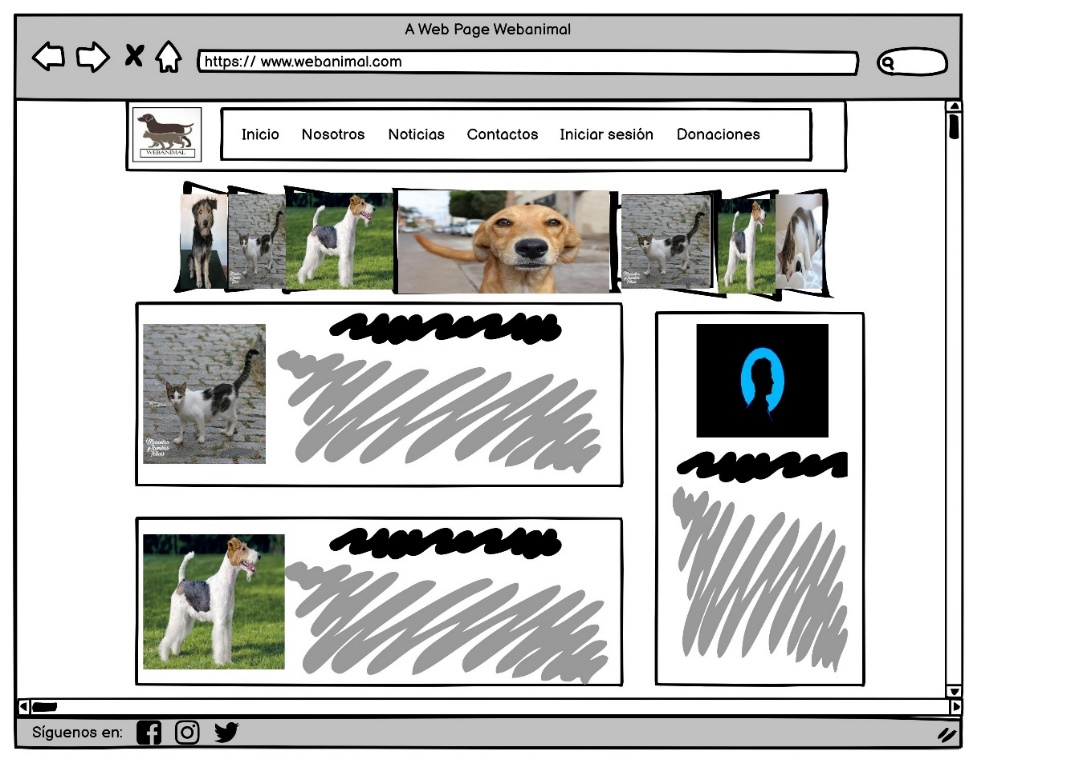 A Web Page Webanimal
https:// www.webanimal.com
WEBANIMAL
Inicio Nosotros Noticias Contactos Iniciar sesión Donaciones
Síguenos en: